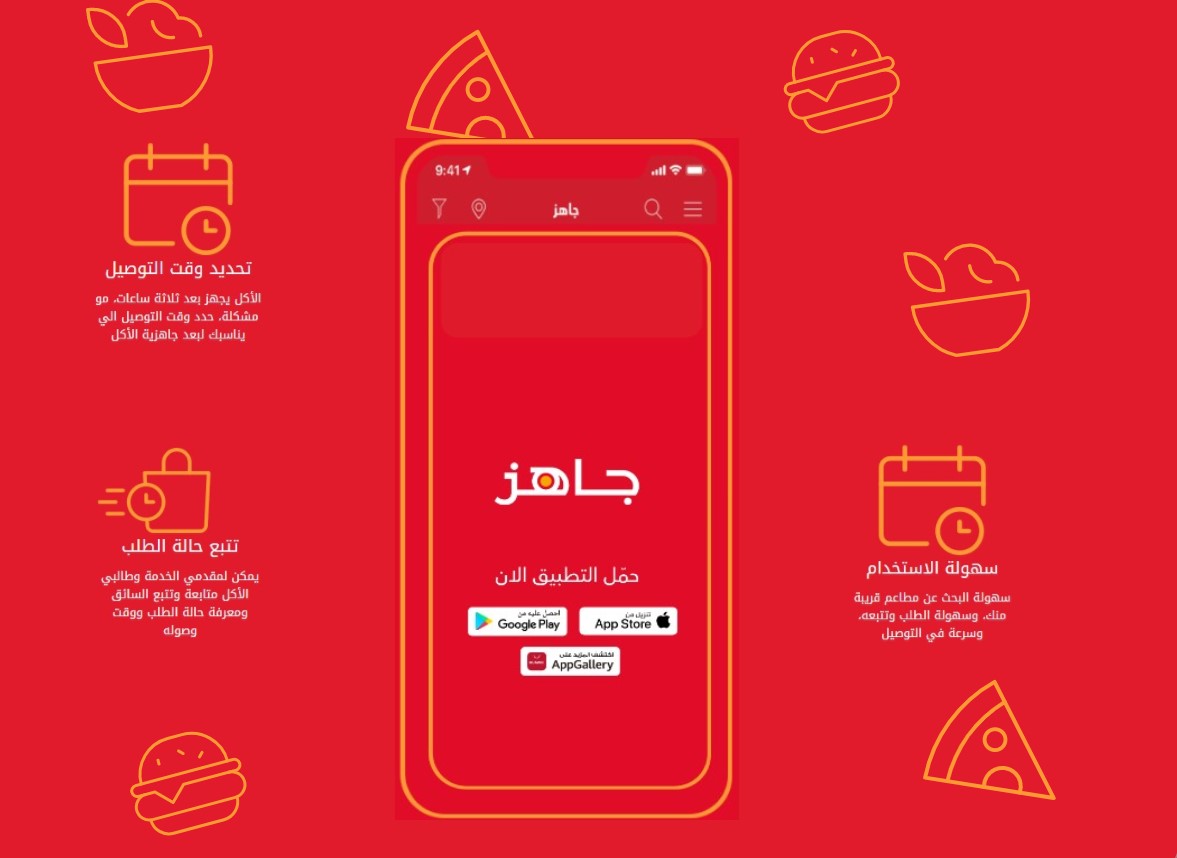 9:41
جاهز
تحديد وقت التوصيل
الأكل يجهز بعد ثلاثة ساعات، مو
مشكلة، حدد وقت التوصيل الي
يناسبك لبعد جاهزية الأكل
تتبع حالة الطلب
يمكن لمقدمي الخدمة وطالبي
الأكل متابعة وتتبع السائق
ومعرفة حالة الطلب ووقت
وصوله
جاهز
حمّل التطبيق الان
احصل عليه من
Google Play
تنزيل من
App Store
اكتشف المزيد على
AppGallery
سهولة الاستخدام
سهولة البحث عن مطاعم قريبة
منك، وسهولة الطلب وتتبعه،
وسرعة في التوصيل